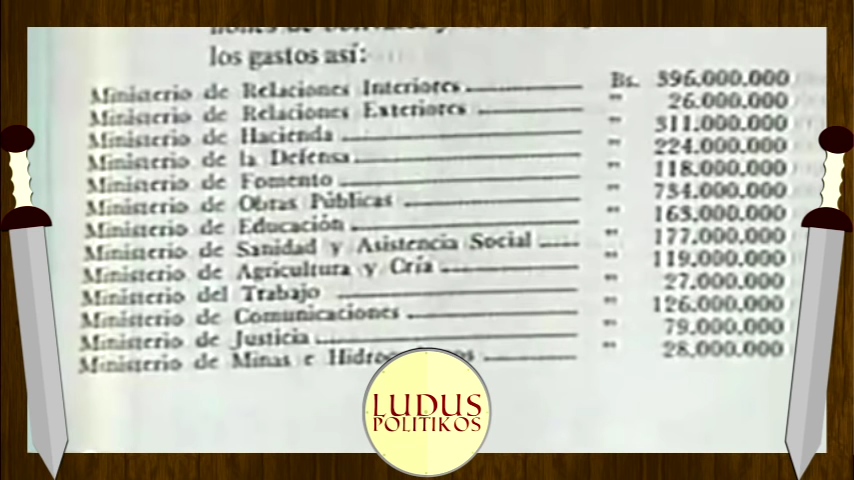 los gastos así:
Ministerio de Relaciones Interiores Bs. 396.000.000
Ministerio de Relaciones Exteriores " 26.000.000
Ministerio de Hacienda " 311.000.000
Ministerio de la Defensa " 224.000.000
Ministerio de Fomento " 118.000.000
Ministerio de Obras Públicas " 734.000.000
Ministerio de Educación " 163.000.000
Ministerio de Sanidad y Asistencia Social " 177.000.000
Ministerio de Agricultura y Cría " 119.000.000
Ministerio del Trabajo " 27.000.000
Ministerio de Comunicaciones " 126.000.000
Ministerio de Justicia " 79.000.000
Ministerio de Minas e " 28.000.000
LUDUS
POLITIKOS